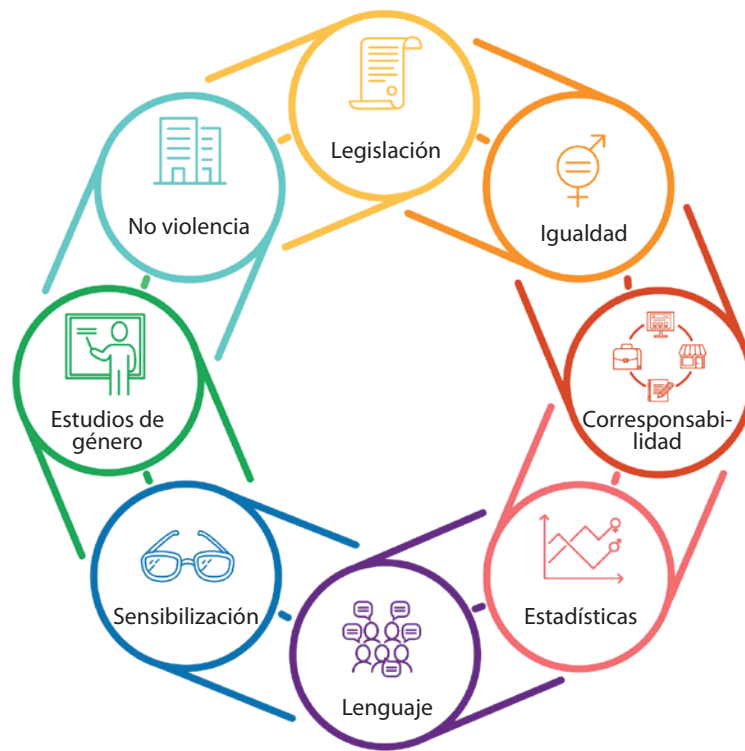 Legislación
Igualdad
Corresponsabi-
lidad
Estadísticas
Lenguaje
Sensibilización
Estudios de
género
No violencia